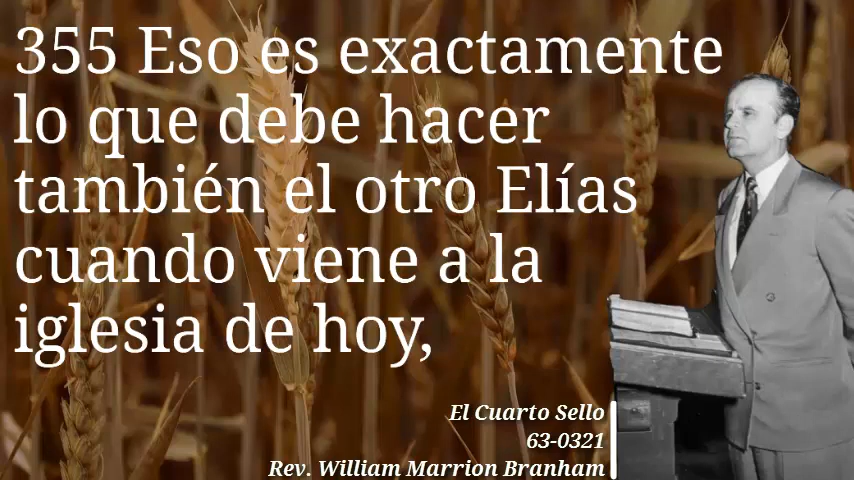 355 Eso es exactamente
lo que debe hacer
también el otro Elías
cuando viene a la
iglesia de hoy,
El Cuarto Sello
63-0321
Rev. William Marrion Branham